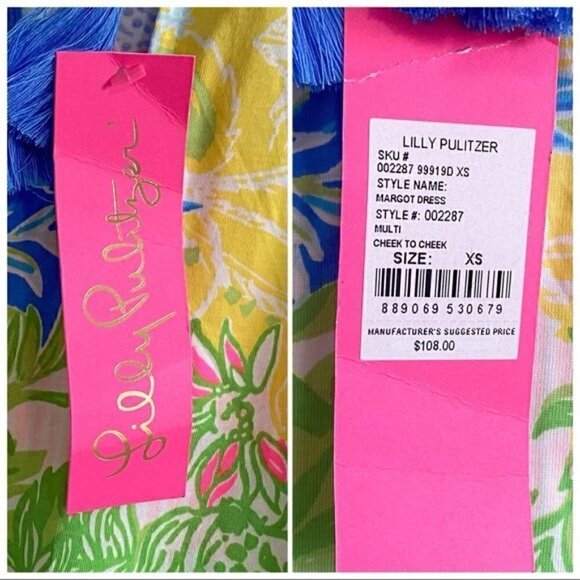 Lilly Pulitzer
LILLY PULITZER
SKU #
002287 99919D XS
STYLE NAME:
MARGOT DRESS
STYLE #: 002287
MULTI
CHEEK TO CHEEK
SIZE: XS
889069 530679
MANUFACTURER'S SUGGESTED PRICE
$108.00